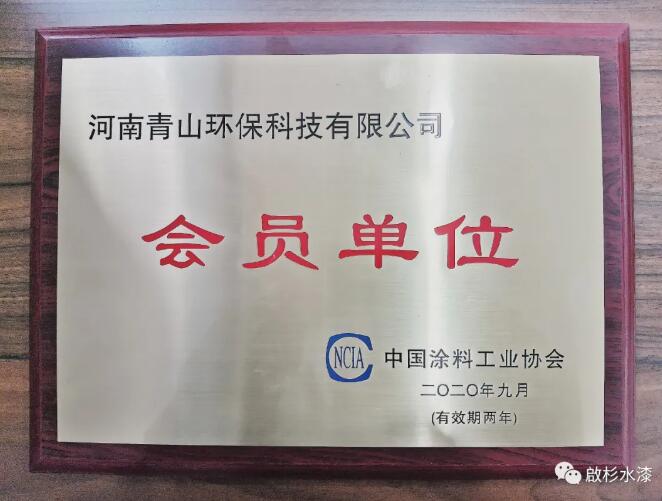 河南青山环保科技有限公司
会员单位
NCIA 中国涂料工业协会
二〇二〇年九月
(有效期两年)
啟杉水漆